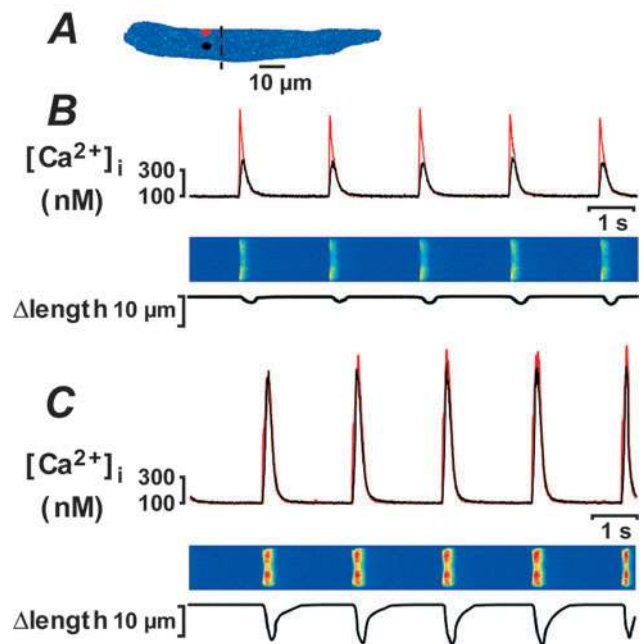 A
10 µm
B
[Ca²⁺]ᵢ
(nM)
300
100
1 s
Δlength 10 µm
C
[Ca²⁺]ᵢ
(nM)
300
100
1 s
Δlength 10 µm